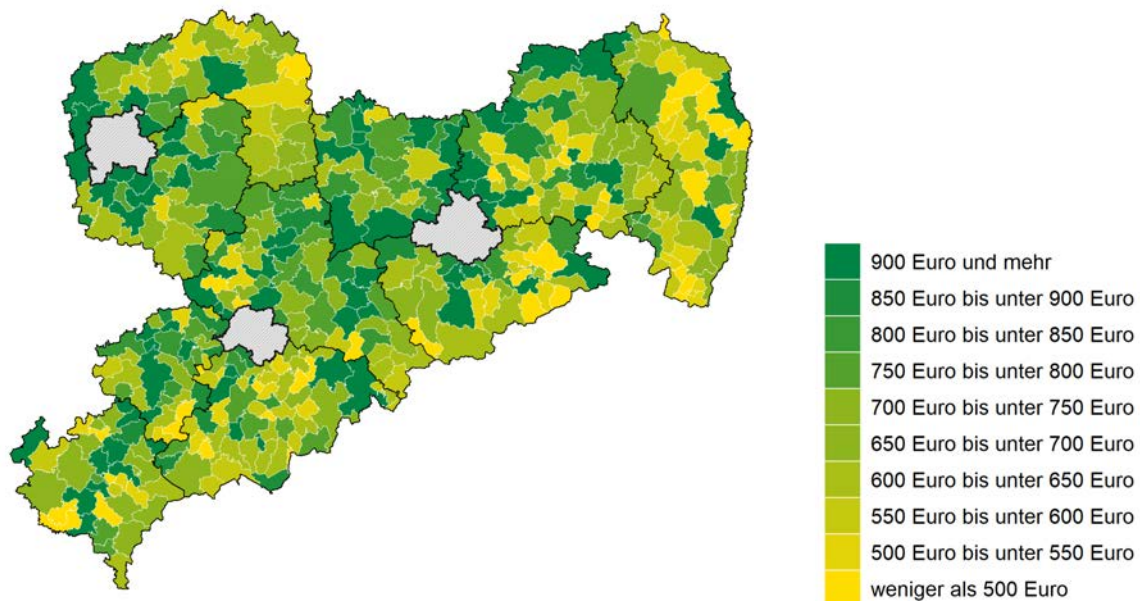 900 Euro und mehr
850 Euro bis unter 900 Euro
800 Euro bis unter 850 Euro
750 Euro bis unter 800 Euro
700 Euro bis unter 750 Euro
650 Euro bis unter 700 Euro
600 Euro bis unter 650 Euro
550 Euro bis unter 600 Euro
500 Euro bis unter 550 Euro
weniger als 500 Euro